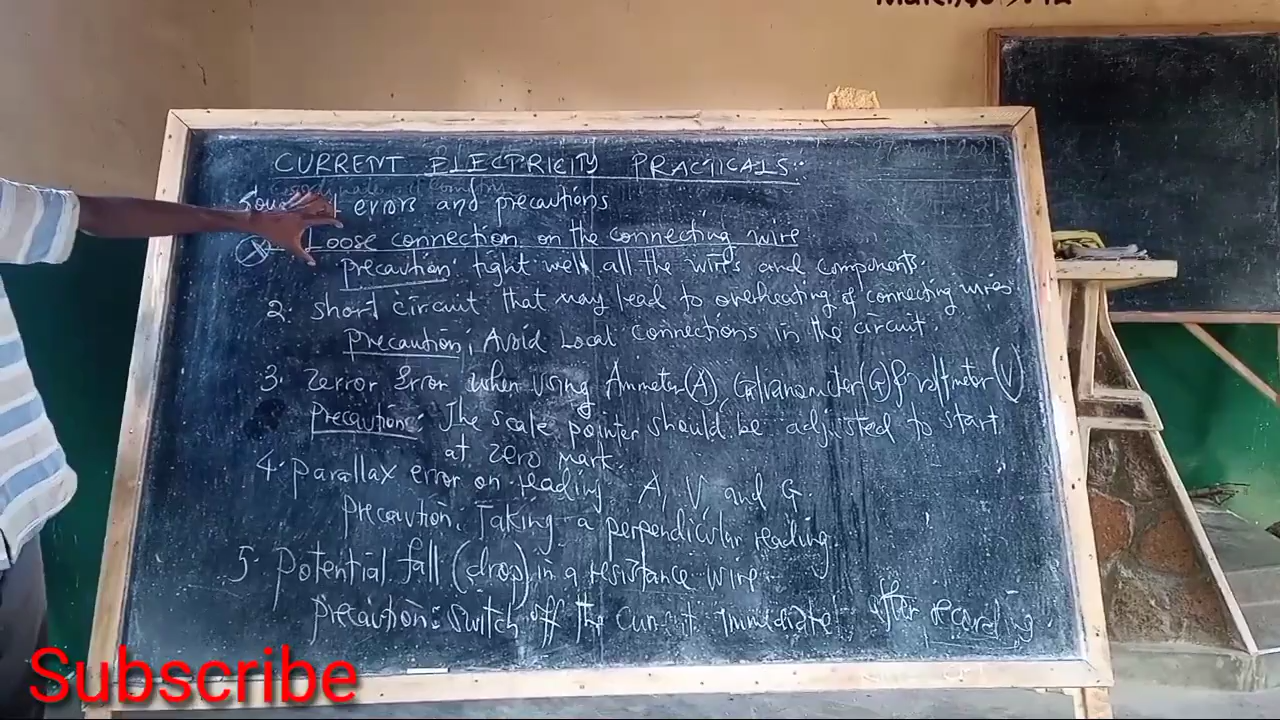 CURRENT ELECTRICITY PRACTICALS:
errors and precautions
Loose connection on the connecting wire
precaution: tight well all the wires and components.
2. short circuit that may lead to overheating of connecting wires
Precaution; Avoid Local connections in the circuit.
3. Zerror Error when using Ammeter(A), Galvanometer(G) & voltmeter (V)
Precaution: The scale pointer should be adjusted to start
at zero mark.
4. parallax error on reading A, V, and G.
Precaution: Taking a perpendicular reading.
5. Potential fall (drop) in a resistance wire.
precaution: Switch off the current immediate after recording.
Subscribe